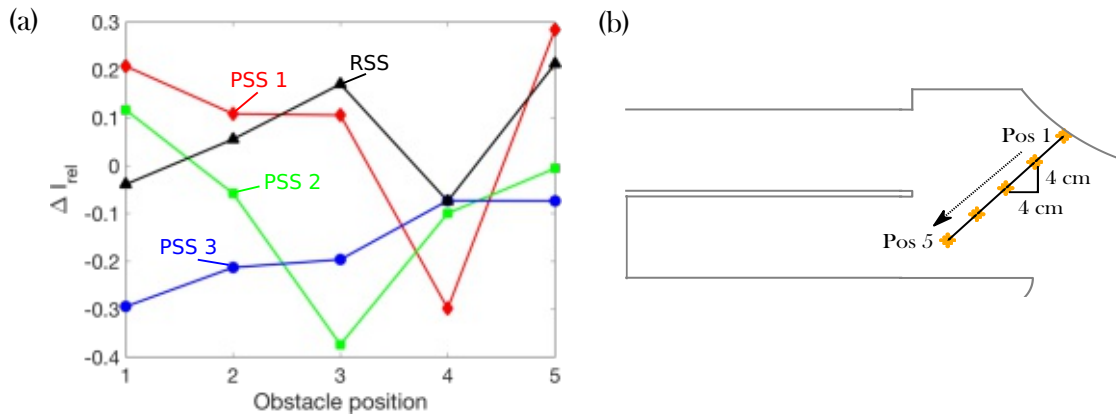 (a)
0.3
0.2
0.1
0
-0.1
-0.2
-0.3
-0.4
Δ I_rel
PSS 1
RSS
PSS 2
PSS 3
1 2 3 4 5
Obstacle position
(b)
Pos 1
4 cm
4 cm
Pos 5